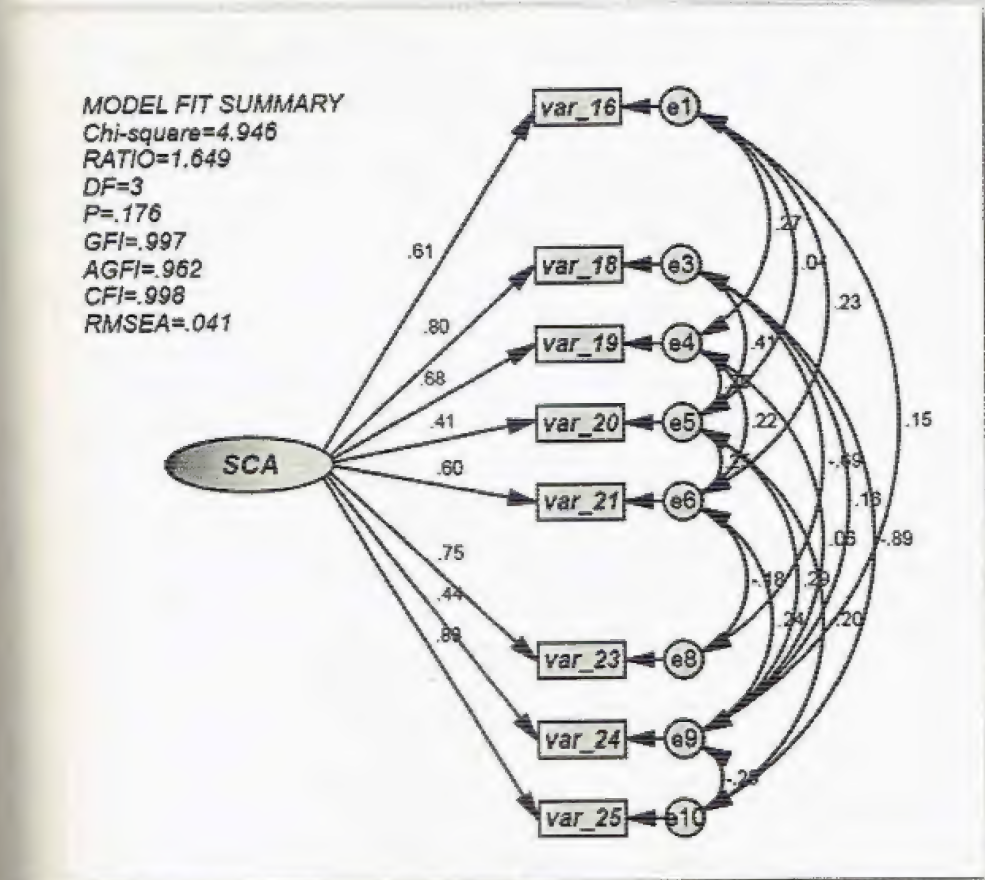 MODEL FIT SUMMARY
Chi-square=4.946
RATIO=1.649
DF=3
P=.176
GFI=.997
AGFI=.962
CFI=.998
RMSEA=.041
var_16
e1
.27
.04
.61
var_18
e3
.23
.80
var_19
e4
.41
.68
.41
var_20
e5
.22
.15
SCA
.60
var_21
e6
.16
.06
-.89
.75
-.18
.29
.44
.24
.20
var_23
e8
var_24
e9
var_25
e10